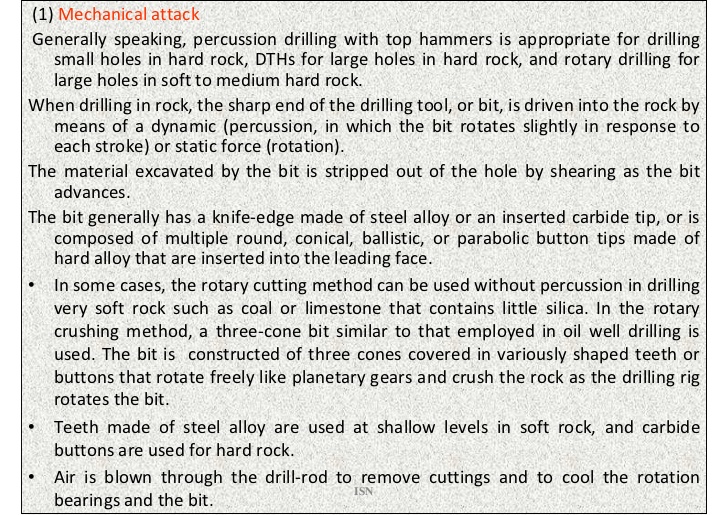 (1) Mechanical attack
Generally speaking, percussion drilling with top hammers is appropriate for drilling
small holes in hard rock, DTHs for large holes in hard rock, and rotary drilling for
large holes in soft to medium hard rock.
When drilling in rock, the sharp end of the drilling tool, or bit, is driven into the rock by
means of a dynamic (percussion, in which the bit rotates slightly in response to
each stroke) or static force (rotation).
The material excavated by the bit is stripped out of the hole by shearing as the bit
advances.
The bit generally has a knife-edge made of steel alloy or an inserted carbide tip, or is
composed of multiple round, conical, ballistic, or parabolic button tips made of
hard alloy that are inserted into the leading face.
• In some cases, the rotary cutting method can be used without percussion in drilling
very soft rock such as coal or limestone that contains little silica. In the rotary
crushing method, a three-cone bit similar to that employed in oil well drilling is
used. The bit is constructed of three cones covered in variously shaped teeth or
buttons that rotate freely like planetary gears and crush the rock as the drilling rig
rotates the bit.
• Teeth made of steel alloy are used at shallow levels in soft rock, and carbide
buttons are used for hard rock.
• Air is blown through the drill-rod to remove cuttings and to cool the rotation
bearings and the bit.
ISN